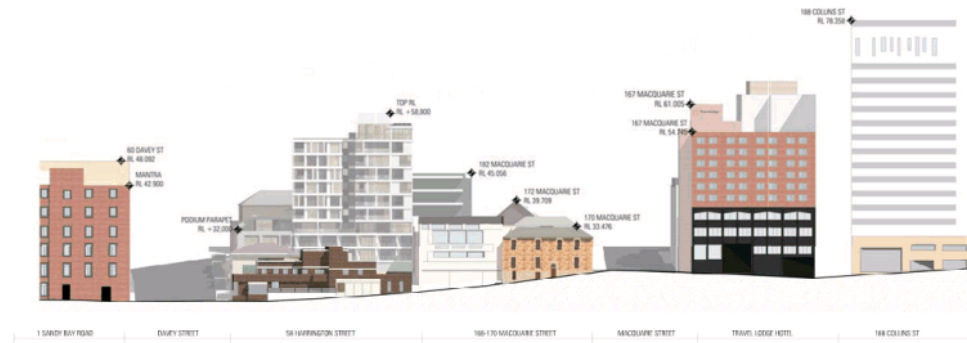 188 COLLINS ST
RL 78.358
167 MACQUARIE ST
RL 61.005
TOP RL
RL +58,900
167 MACQUARIE ST
RL 54.745
60 DAVEY ST
RL 48.092
MANTRA
RL 42.900
182 MACQUARIE ST
RL 45.056
172 MACQUARIE ST
RL 39.709
PODIUM PARAPET
RL +32,000
170 MACQUARIE ST
RL 33.476
1 SANDY BAY ROAD
DAVEY STREET
58 HARRINGTON STREET
166-170 MACQUARIE STREET
MACQUARIE STREET
TRAVEL LODGE HOTEL
188 COLLINS ST